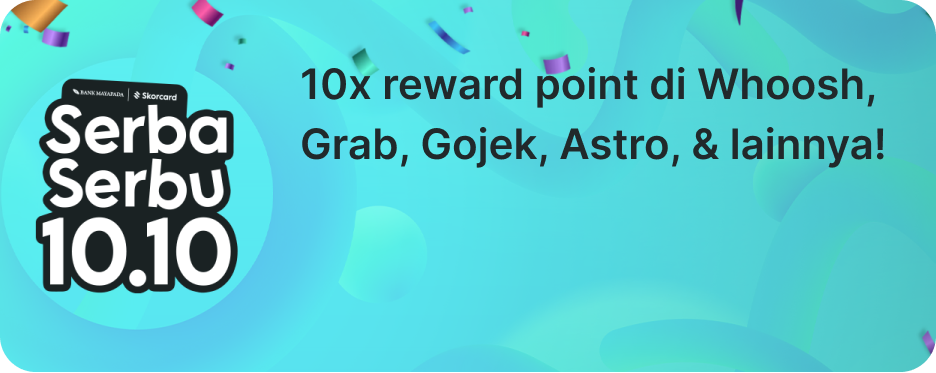 BANK MAYAPADA | Skorcard
Serba
Serbu
10.10
10x reward point di Whoosh,
Grab, Gojek, Astro, & lainnya!